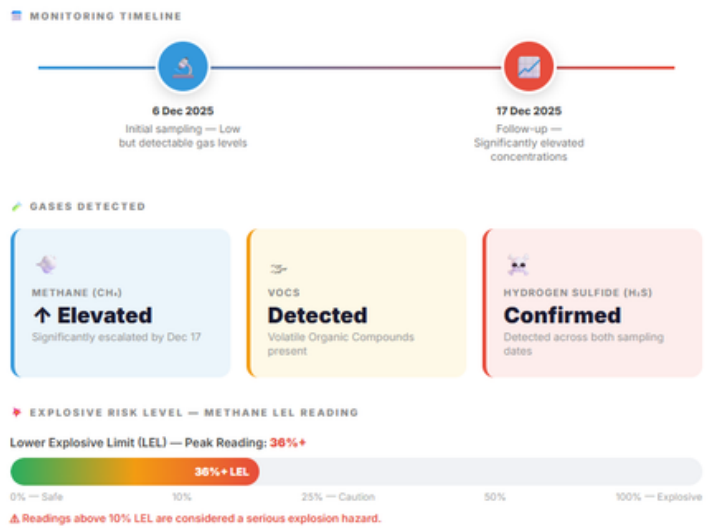 MONITORING TIMELINE
6 Dec 2025
Initial sampling — Low
but detectable gas levels
17 Dec 2025
Follow-up —
Significantly elevated
concentrations
GASES DETECTED
METHANE (CH₄)
↑ Elevated
Significantly escalated by Dec 17
VOCS
Detected
Volatile Organic Compounds
present
HYDROGEN SULFIDE (H₂S)
Confirmed
Detected across both sampling
dates
EXPLOSIVE RISK LEVEL — METHANE LEL READING
Lower Explosive Limit (LEL) — Peak Reading: 36%+
36%+ LEL
0% — Safe 10% 25% — Caution 50% 100% — Explosive
⚠ Readings above 10% LEL are considered a serious explosion hazard.